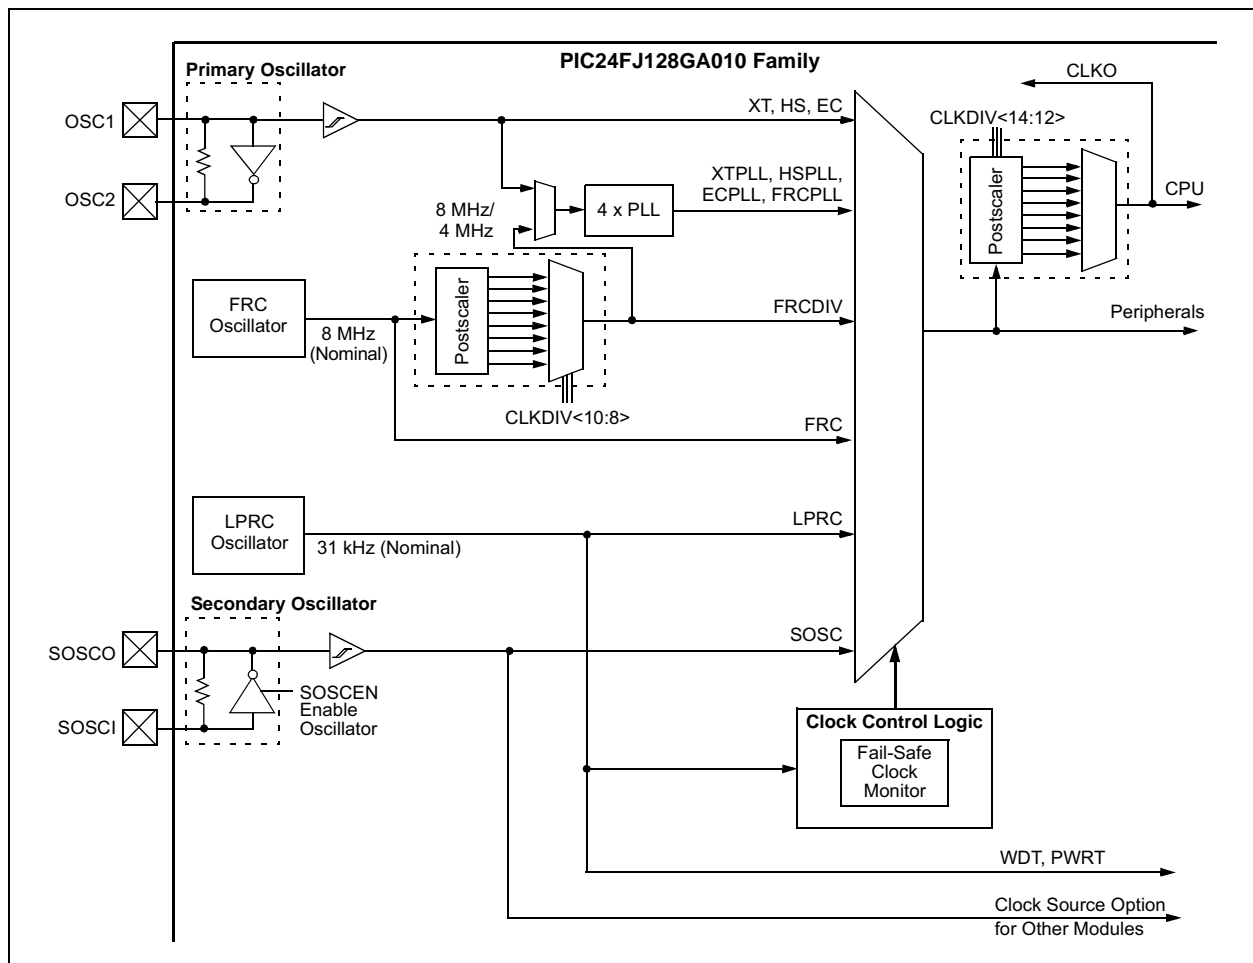 PIC24FJ128GA010 Family
Primary Oscillator
CLKO
OSC1
XT, HS, EC
CLKDIV<14:12>
XTPLL, HSPLL,
ECPLL, FRCPLL
CPU
OSC2
8 MHz/
4 MHz
4 x PLL
Postscaler
FRC
Oscillator
8 MHz
(Nominal)
Postscaler
FRCDIV
Peripherals
CLKDIV<10:8>
FRC
LPRC
Oscillator
31 kHz (Nominal)
LPRC
Secondary Oscillator
SOSCO
SOSC
SOSCEN
Enable
Oscillator
SOSCI
Clock Control Logic
Fail-Safe
Clock
Monitor
WDT, PWRT
Clock Source Option
for Other Modules